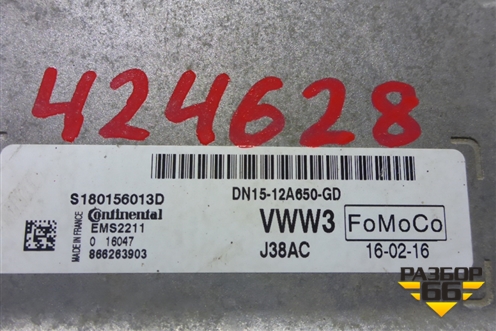 424628
S180156013D
DN15-12A650-GD
Continental
EMS2211
VWW3
FoMoCo
0 16047
866263903
J38AC
16-02-16
MADE IN FRANCE
РАЗБОР
66